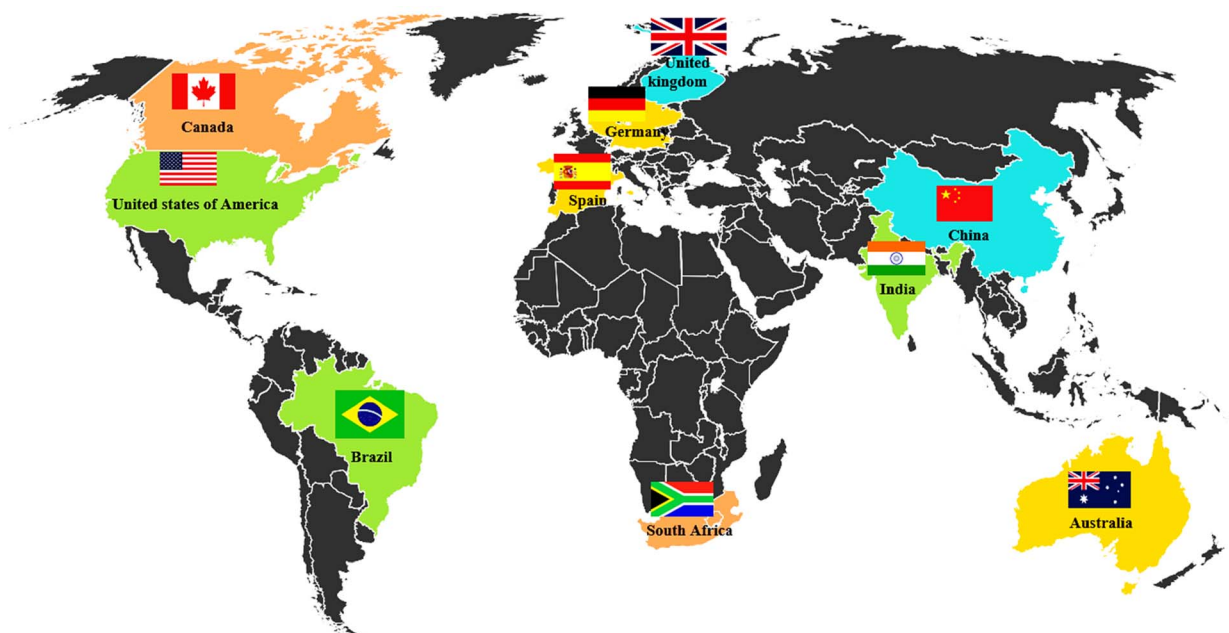 United
kingdom
Canada
Germany
United states of America
Spain
China
India
Brazil
South Africa
Australia